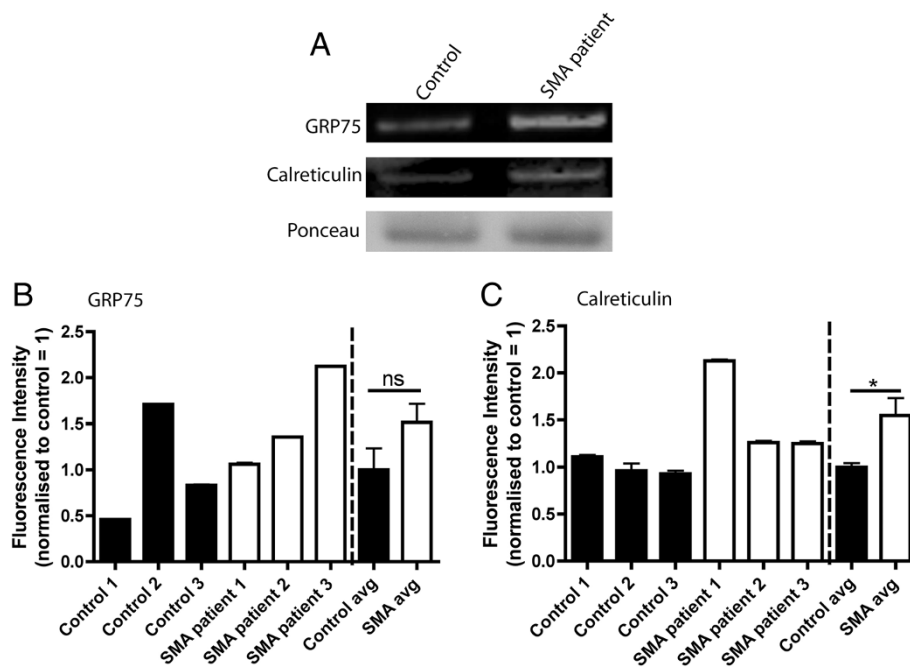 A
Control
SMA patient
GRP75
Calreticulin
Ponceau
B
GRP75
Fluorescence Intensity
(normalised to control = 1)
2.5
2.0
1.5
1.0
0.5
0.0
ns
Control 1
Control 2
Control 3
SMA patient 1
SMA patient 2
SMA patient 3
Control avg
SMA avg
C
Calreticulin
Fluorescence Intensity
(normalised to control = 1)
2.5
2.0
1.5
1.0
0.5
0.0
*
Control 1
Control 2
Control 3
SMA patient 1
SMA patient 2
SMA patient 3
Control avg
SMA avg